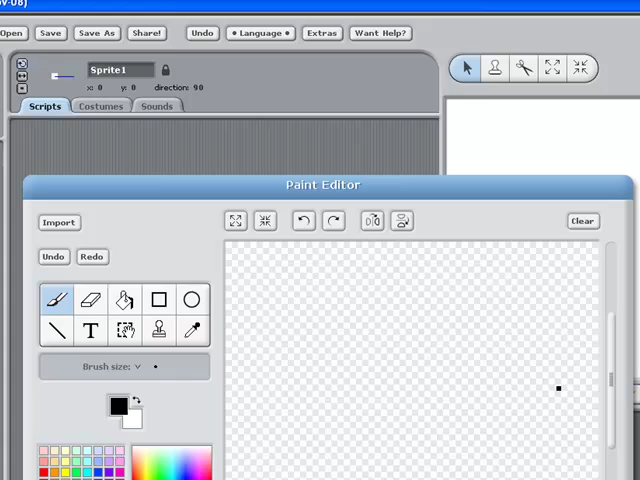 v-08)
Open Save Save As Share! Undo • Language • Extras Want Help?
Sprite1
x: 0 y: 0 direction: 90
Scripts Costumes Sounds
Paint Editor
Import Clear
Undo Redo
T
Brush size: